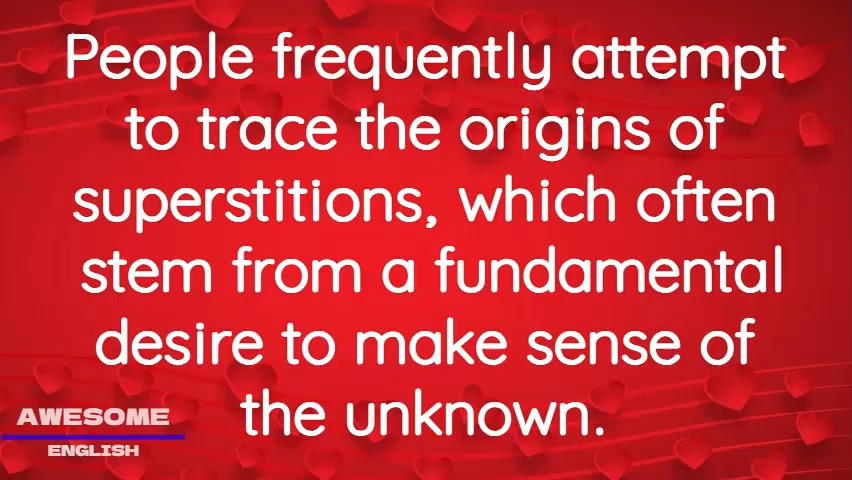 People frequently attempt
to trace the origins of
superstitions, which often
stem from a fundamental
desire to make sense of
the unknown.
AWESOME
ENGLISH